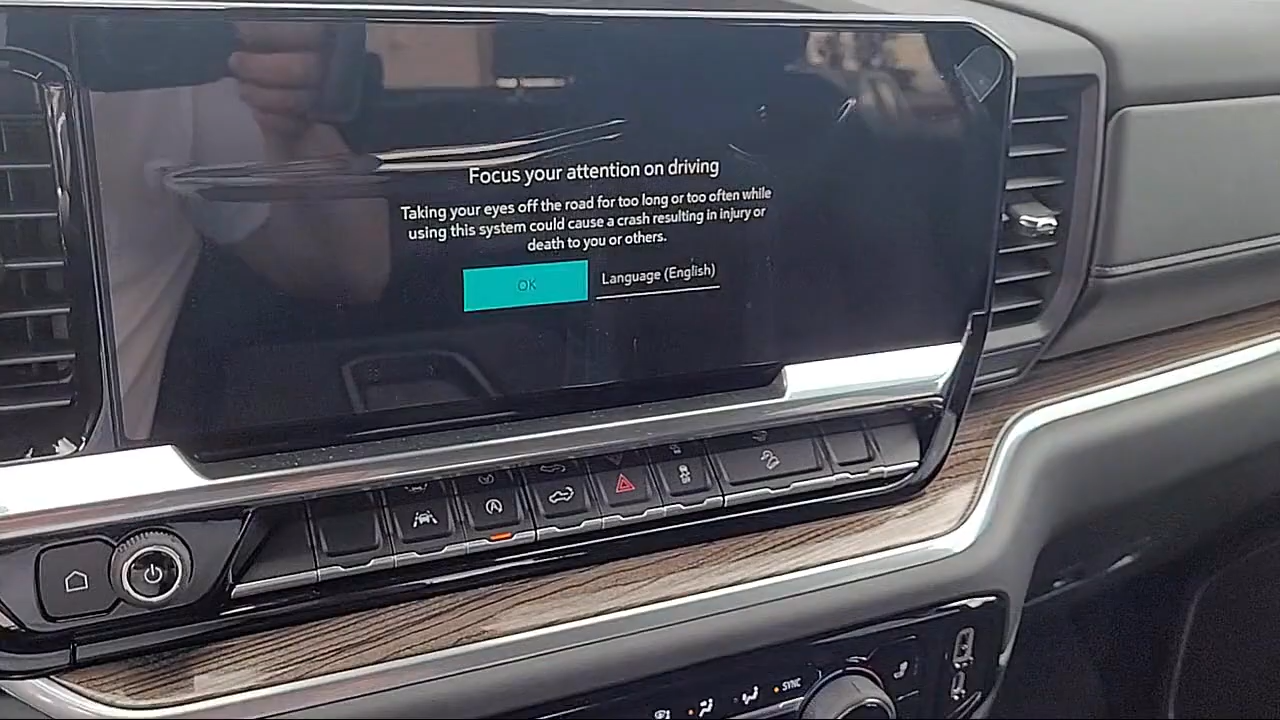 Focus your attention on driving
Taking your eyes off the road for too long or too often while
using this system could cause a crash resulting in injury or
death to you or others.
OK
Language (English)
SYNC